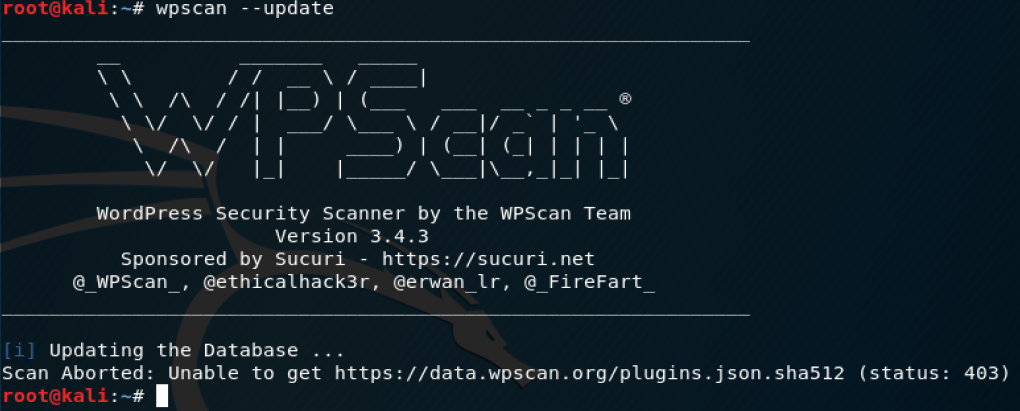 root@kali:~# wpscan --update
WPScan ®
WordPress Security Scanner by the WPScan Team
Version 3.4.3
Sponsored by Sucuri - https://sucuri.net
@_WPScan_, @ethicalhack3r, @erwan_lr, @_FireFart_
[i] Updating the Database ...
Scan Aborted: Unable to get https://data.wpscan.org/plugins.json.sha512 (status: 403)
root@kali:~#